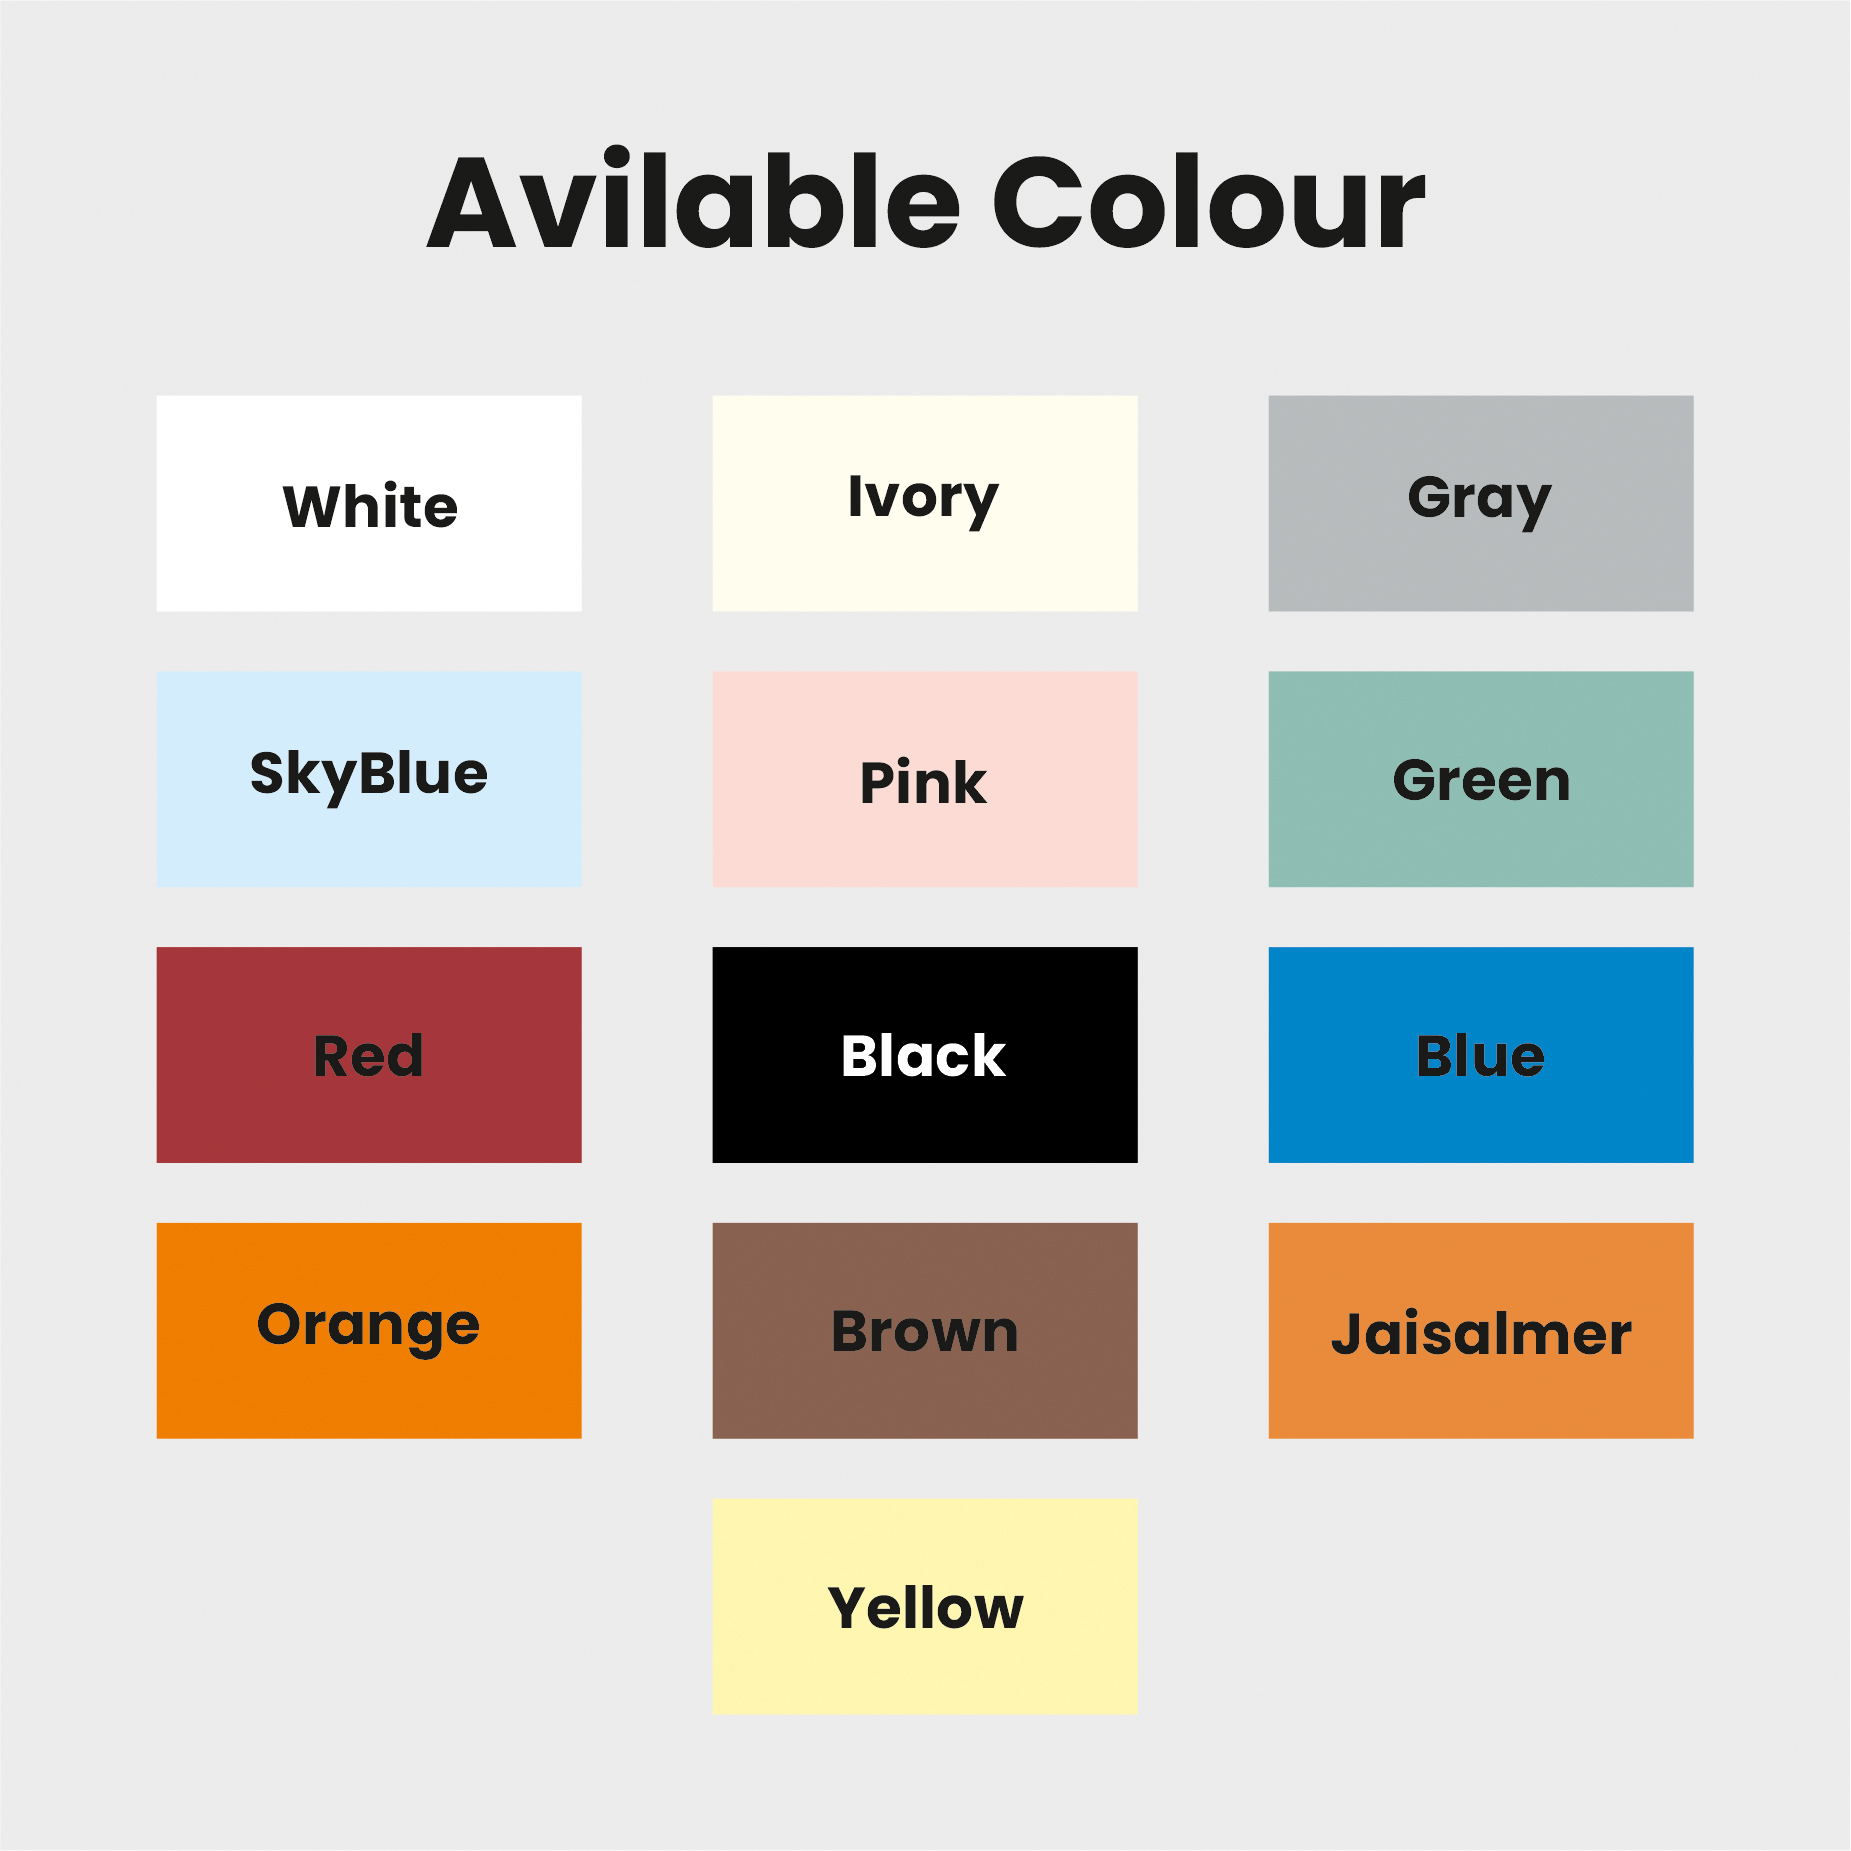 Avilable Colour
White
Ivory
Gray
SkyBlue
Pink
Green
Red
Black
Blue
Orange
Brown
Jaisalmer
Yellow